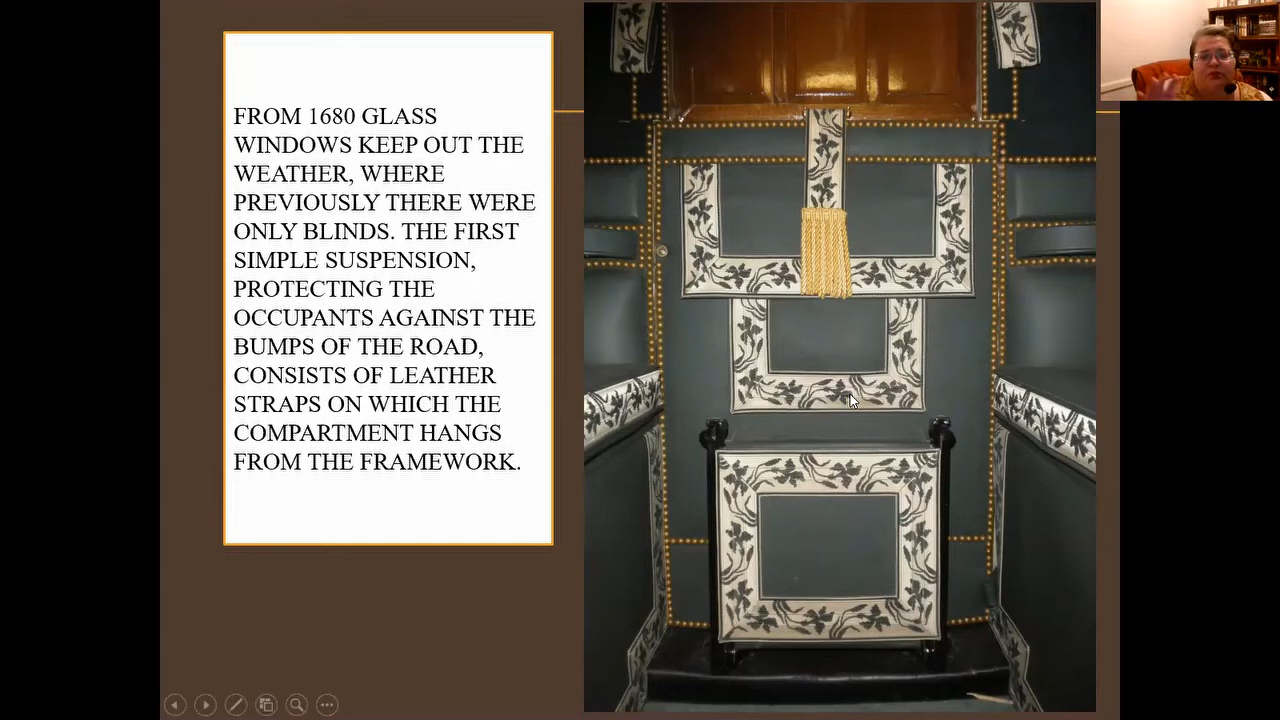 FROM 1680 GLASS
WINDOWS KEEP OUT THE
WEATHER, WHERE
PREVIOUSLY THERE WERE
ONLY BLINDS. THE FIRST
SIMPLE SUSPENSION,
PROTECTING THE
OCCUPANTS AGAINST THE
BUMPS OF THE ROAD,
CONSISTS OF LEATHER
STRAPS ON WHICH THE
COMPARTMENT HANGS
FROM THE FRAMEWORK.